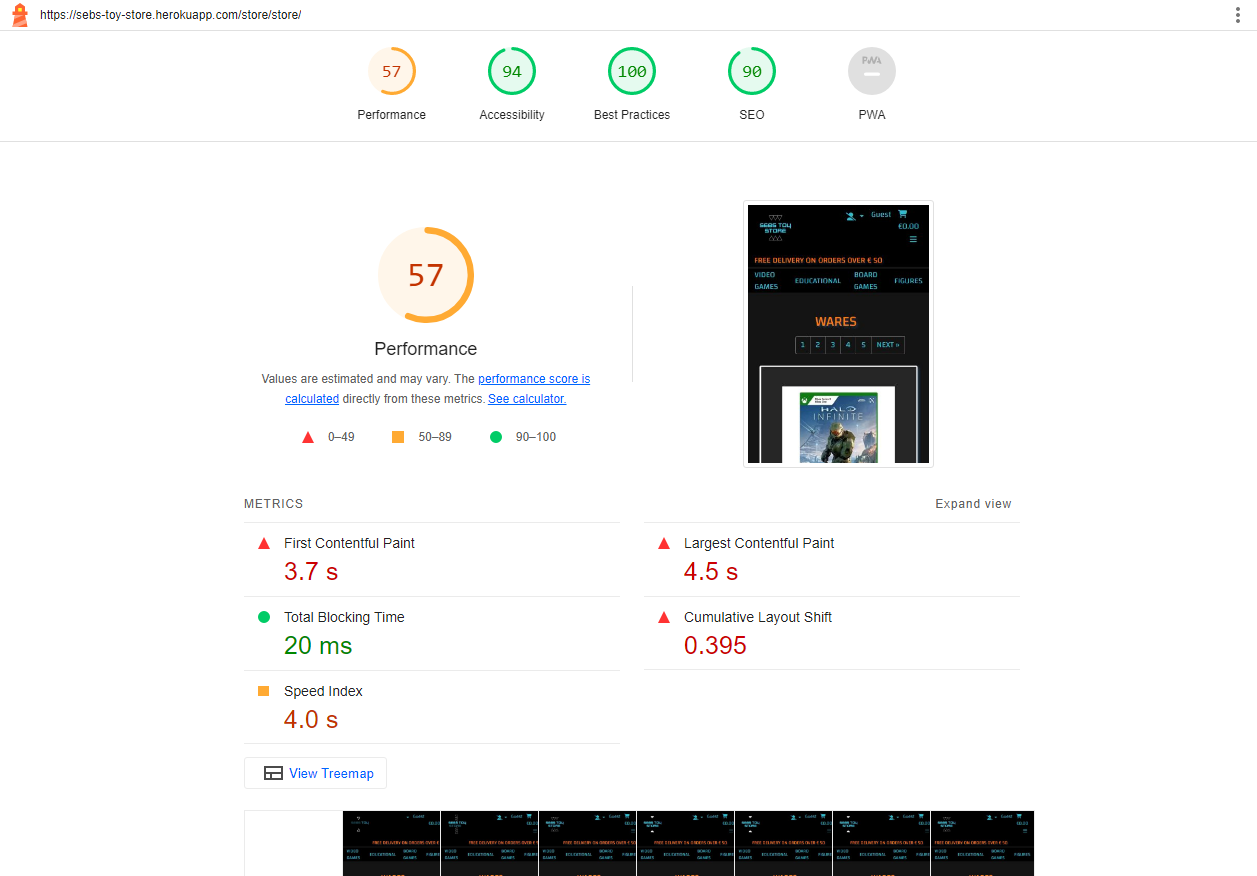 https://sebs-toy-store.herokuapp.com/store/store/
57
94
100
90
PWA
Performance
Accessibility
Best Practices
SEO
PWA
57
Performance
Values are estimated and may vary. The performance score is
calculated directly from these metrics. See calculator.
0–49
50–89
90–100
SEBS TOY
STORE
Guest
€0.00
FREE DELIVERY ON ORDERS OVER € 50
VIDEO
GAMES
EDUCATIONAL
BOARD
GAMES
FIGURES
WARES
1 2 3 4 5 NEXT »
HALO
INFINITE
METRICS
Expand view
First Contentful Paint
3.7 s
Largest Contentful Paint
4.5 s
Total Blocking Time
20 ms
Cumulative Layout Shift
0.395
Speed Index
4.0 s
View Treemap